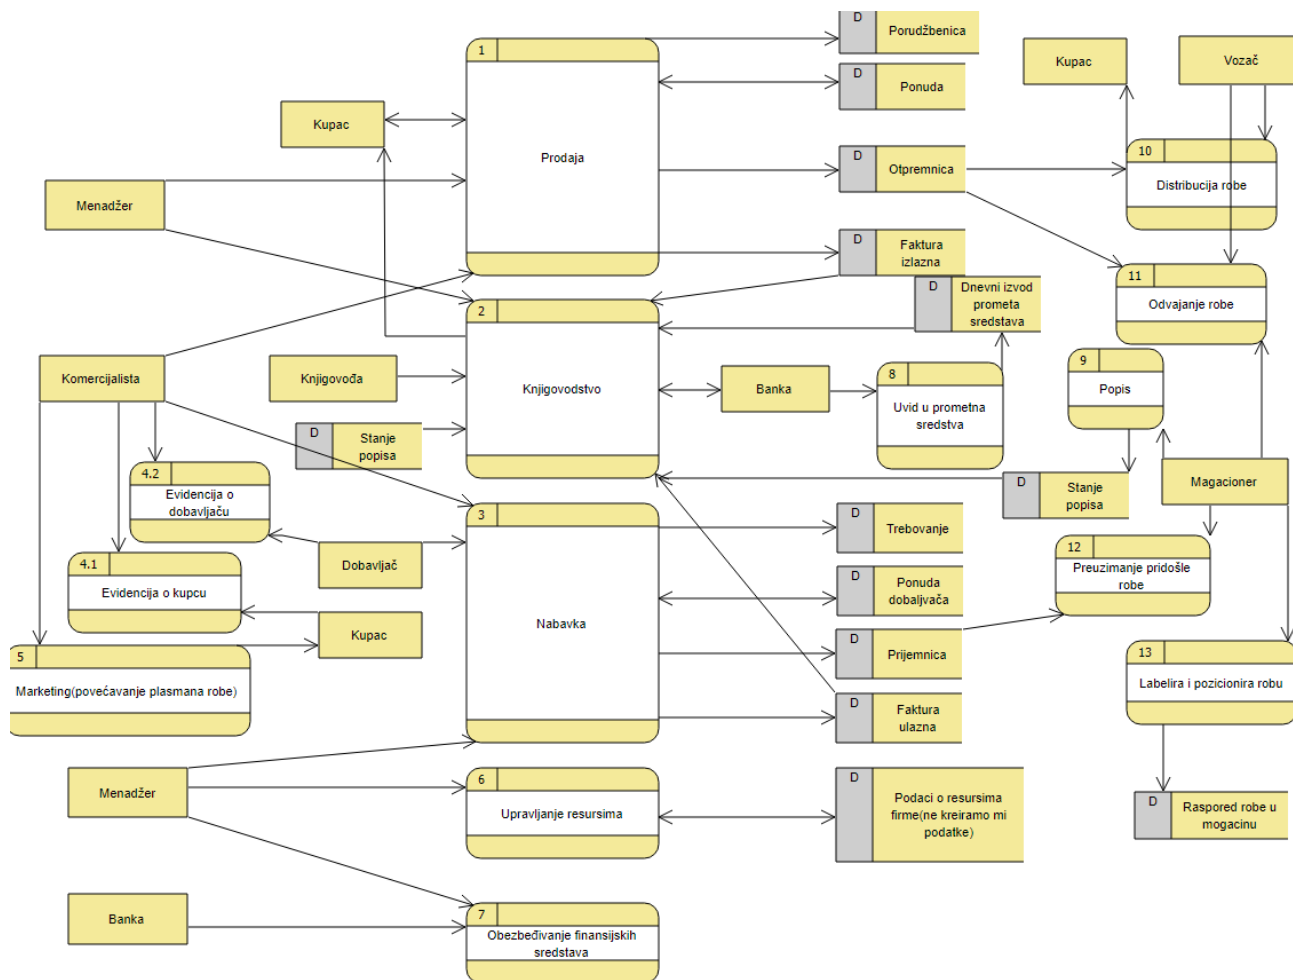 D
Porudžbenica
1
Kupac
Vozač
D
Ponuda
Kupac
Prodaja
10
D
Otpremnica
Distribucija robe
Menadžer
D
Faktura
izlazna
11
D
Dnevni izvod
prometa
sredstava
Odvajanje robe
2
9
Komercijalista
Knjigovođa
Knjigovodstvo
Banka
8
Popis
Uvid u prometna
sredstva
D
Stanje
popisa
4.2
Evidencija o
dobavljaču
D
Stanje
popisa
Magacioner
3
D
Trebovanje
4.1
Dobavljač
12
Preuzimanje pridošle
robe
Evidencija o kupcu
D
Ponuda
dobaljvača
Nabavka
Kupac
D
Prijemnica
5
13
Marketing(povećavanje plasmana robe)
Labelira i pozicionira robu
D
Faktura
ulazna
Menadžer
6
D
Podaci o resursima
firme(ne kreiramo mi
podatke)
Upravljanje resursima
D
Raspored robe u
mogacinu
Banka
7
Obezbeđivanje finansijskih
sredstava